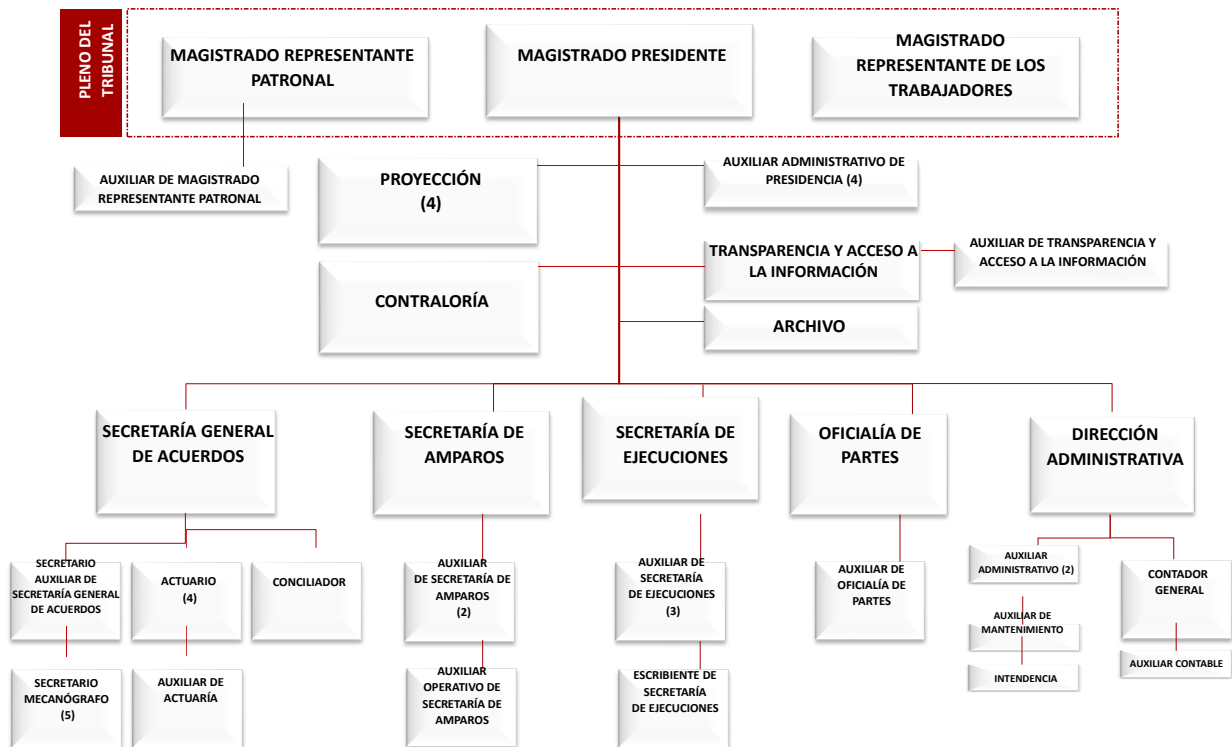 PLENO DEL
TRIBUNAL
MAGISTRADO REPRESENTANTE
PATRONAL
MAGISTRADO PRESIDENTE
MAGISTRADO
REPRESENTANTE DE LOS
TRABAJADORES
AUXILIAR DE MAGISTRADO
REPRESENTANTE PATRONAL
PROYECCIÓN
(4)
AUXILIAR ADMINISTRATIVO DE
PRESIDENCIA (4)
CONTRALORÍA
TRANSPARENCIA Y ACCESO A
LA INFORMACIÓN
AUXILIAR DE TRANSPARENCIA Y
ACCESO A LA INFORMACIÓN
ARCHIVO
SECRETARÍA GENERAL
DE ACUERDOS
SECRETARÍA DE
AMPAROS
SECRETARÍA DE
EJECUCIONES
OFICIALÍA DE
PARTES
DIRECCIÓN
ADMINISTRATIVA
SECRETARIO
AUXILIAR DE
SECRETARÍA GENERAL
DE ACUERDOS
ACTUARIO
(4)
CONCILIADOR
AUXILIAR
DE SECRETARÍA DE
AMPAROS
(2)
AUXILIAR DE
SECRETARÍA
DE EJECUCIONES
(3)
AUXILIAR DE
OFICIALÍA DE
PARTES
AUXILIAR
ADMINISTRATIVO (2)
CONTADOR
GENERAL
AUXILIAR DE
MANTENIMIENTO
INTENDENCIA
AUXILIAR CONTABLE
SECRETARIO
MECANÓGRAFO
(5)
AUXILIAR DE
ACTUARÍA
AUXILIAR
OPERATIVO DE
SECRETARÍA DE
AMPAROS
ESCRIBIENTE DE
SECRETARÍA
DE EJECUCIONES